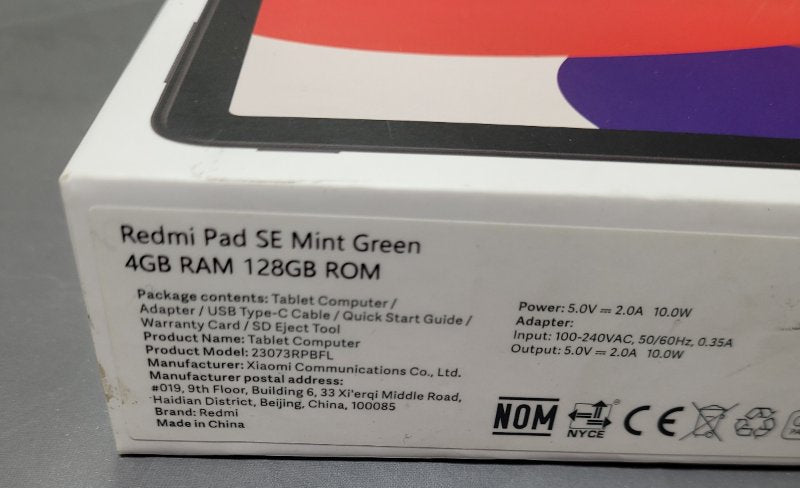 Redmi Pad SE Mint Green
4GB RAM 128GB ROM
Package contents: Tablet Computer /
Adapter / USB Type-C Cable / Quick Start Guide /
Warranty Card / SD Eject Tool
Product Name: Tablet Computer
Product Model: 23073RPBFL
Manufacturer: Xiaomi Communications Co., Ltd.
Manufacturer postal address:
#019, 9th Floor, Building 6, 33 Xi'erqi Middle Road,
Haidian District, Beijing, China, 100085
Brand: Redmi
Made in China
Power: 5.0V ⎓ 2.0A 10.0W
Adapter:
Input: 100-240VAC, 50/60Hz, 0.35A
Output: 5.0V ⎓ 2.0A 10.0W
NOM
NYCE
CE